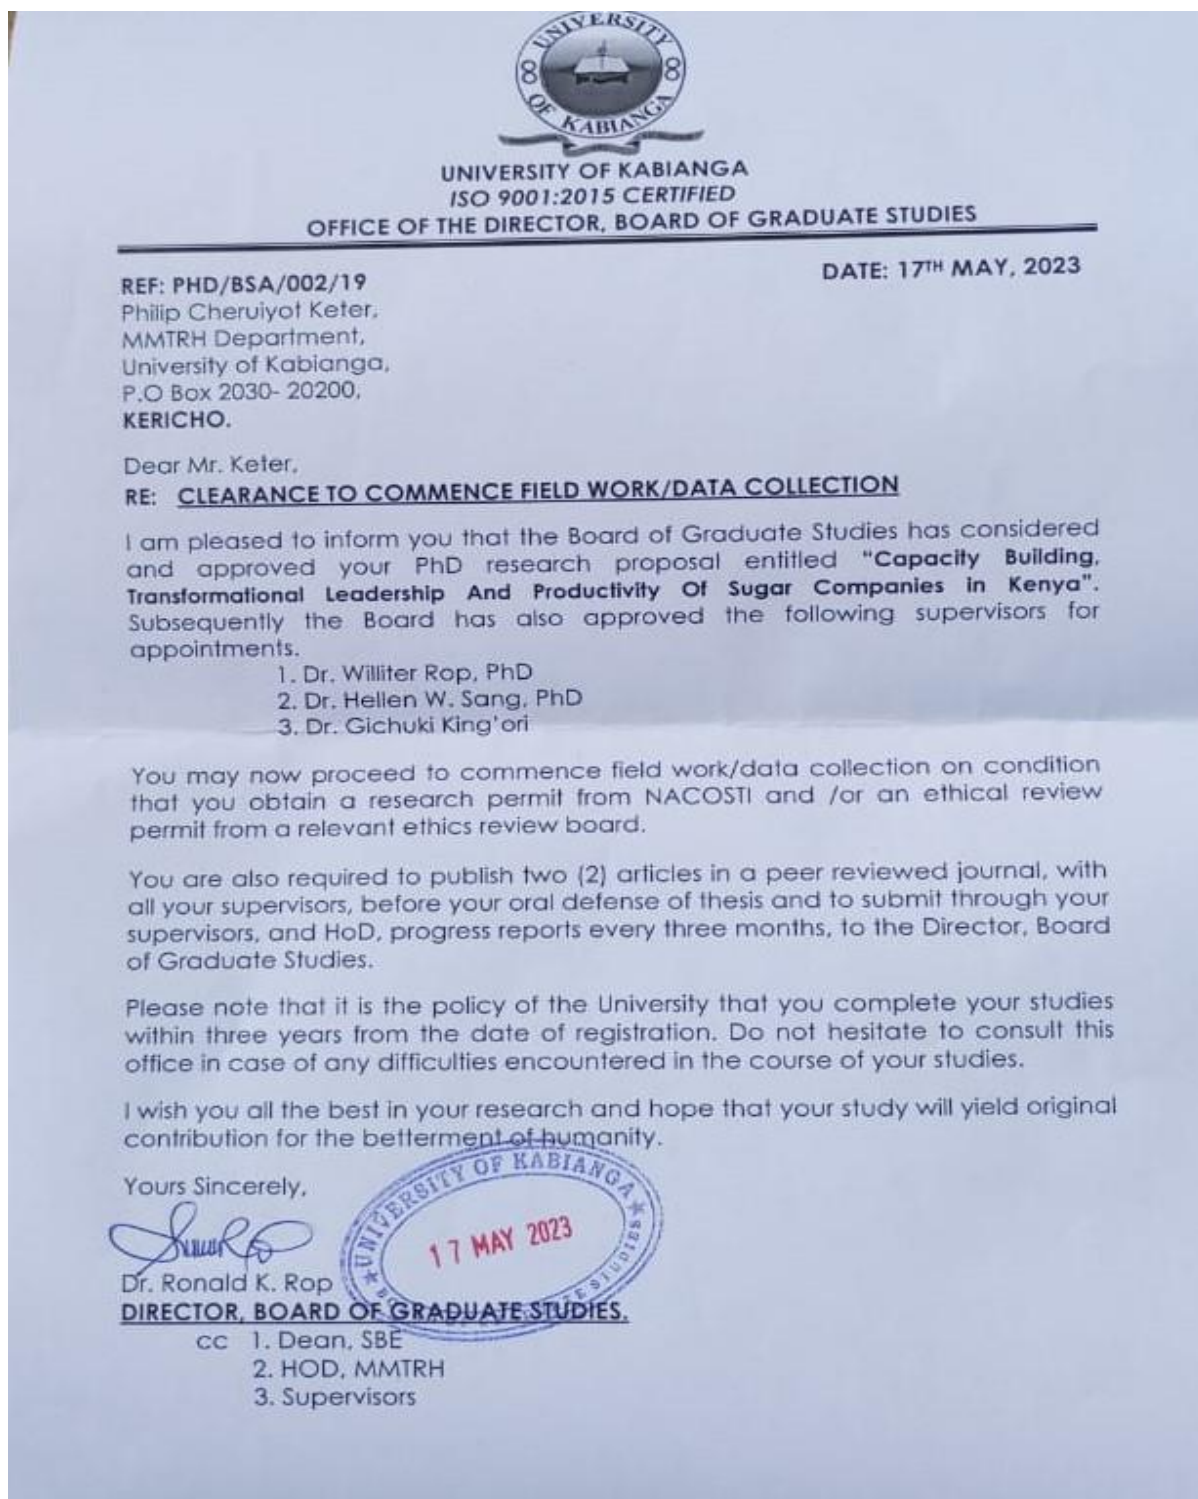 UNIVERSITY
OF KABIANGA
UNIVERSITY OF KABIANGA
ISO 9001:2015 CERTIFIED
OFFICE OF THE DIRECTOR, BOARD OF GRADUATE STUDIES
REF: PHD/BSA/002/19
DATE: 17TH MAY, 2023
Philip Cheruiyot Keter,
MMTRH Department,
University of Kabianga,
P.O Box 2030- 20200,
KERICHO.
Dear Mr. Keter,
RE: CLEARANCE TO COMMENCE FIELD WORK/DATA COLLECTION
I am pleased to inform you that the Board of Graduate Studies has considered
and approved your PhD research proposal entitled "Capacity Building,
Transformational Leadership And Productivity Of Sugar Companies in Kenya".
Subsequently the Board has also approved the following supervisors for
appointments.
1. Dr. Williter Rop, PhD
2. Dr. Hellen W. Sang, PhD
3. Dr. Gichuki King'ori
You may now proceed to commence field work/data collection on condition
that you obtain a research permit from NACOSTI and /or an ethical review
permit from a relevant ethics review board.
You are also required to publish two (2) articles in a peer reviewed journal, with
all your supervisors, before your oral defense of thesis and to submit through your
supervisors, and HoD, progress reports every three months, to the Director, Board
of Graduate Studies.
Please note that it is the policy of the University that you complete your studies
within three years from the date of registration. Do not hesitate to consult this
office in case of any difficulties encountered in the course of your studies.
I wish you all the best in your research and hope that your study will yield original
contribution for the betterment of humanity.
Yours Sincerely,
UNIVERSITY OF KABIANGA
17 MAY 2023
GRADUATE STUDIES
Dr. Ronald K. Rop
DIRECTOR, BOARD OF GRADUATE STUDIES.
cc 1. Dean, SBE
2. HOD, MMTRH
3. Supervisors